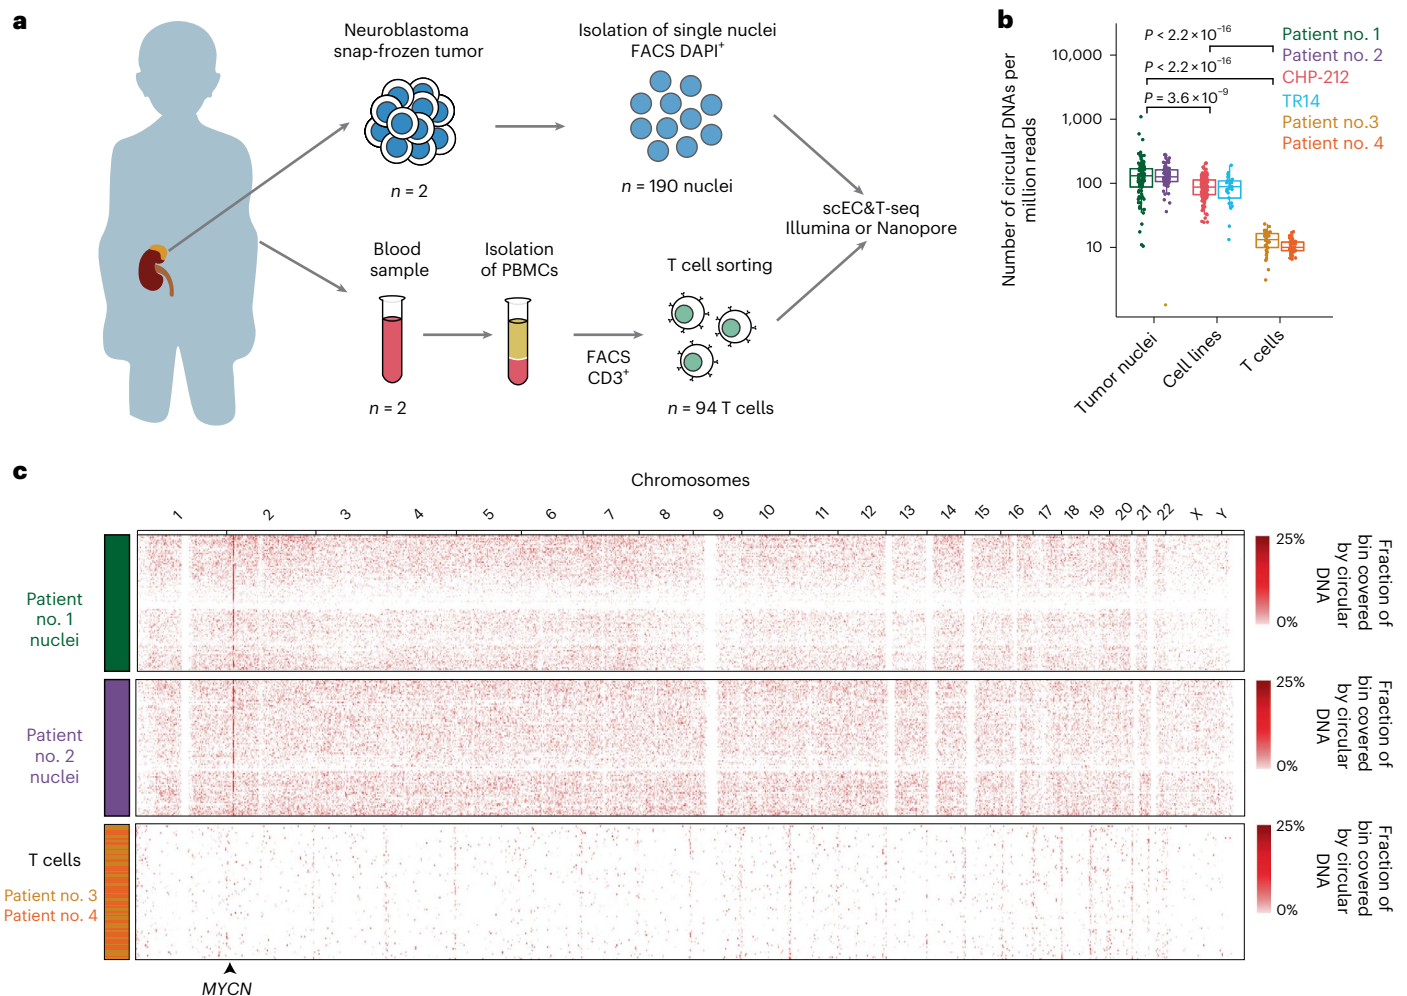 a
Neuroblastoma
snap-frozen tumor
n = 2
Isolation of single nuclei
FACS DAPI⁺
n = 190 nuclei
scEC&T-seq
Illumina or Nanopore
Blood
sample
n = 2
Isolation
of PBMCs
FACS
CD3⁺
T cell sorting
n = 94 T cells
b
Number of circular DNAs per
million reads
10,000
1,000
100
10
P < 2.2 × 10⁻¹⁶
P < 2.2 × 10⁻¹⁶
P = 3.6 × 10⁻⁹
Patient no. 1
Patient no. 2
CHP-212
TR14
Patient no.3
Patient no. 4
Tumor nuclei
Cell lines
T cells
c
Chromosomes
1 2 3 4 5 6 7 8 9 10 11 12 13 14 15 16 17 18 19 20 21 22 X Y
Patient
no. 1
nuclei
25%
0%
Fraction of
bin covered
by circular
DNA
Patient
no. 2
nuclei
25%
0%
Fraction of
bin covered
by circular
DNA
T cells
Patient no. 3
Patient no. 4
25%
0%
Fraction of
bin covered
by circular
DNA
MYCN